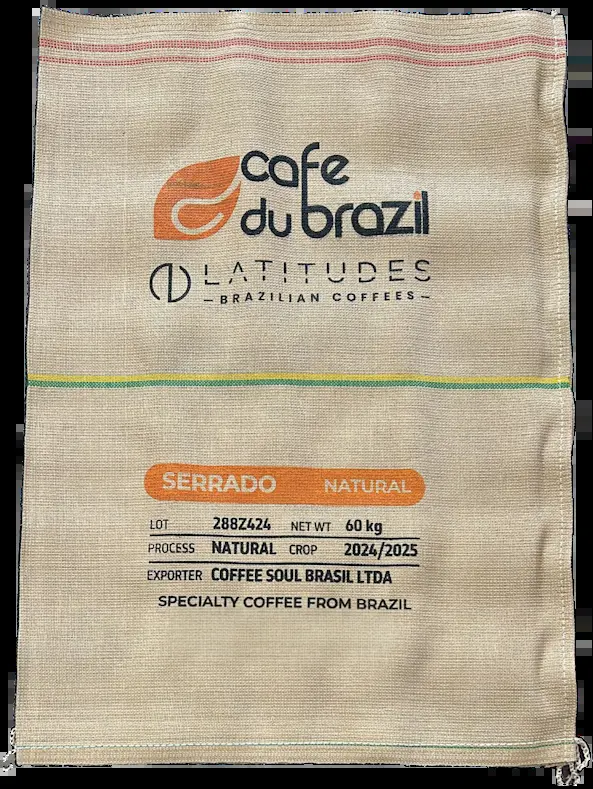 cafe
du brazil
LATITUDES
– BRAZILIAN COFFEES –
SERRADO NATURAL
LOT 288Z424 NET WT 60 kg
PROCESS NATURAL CROP 2024/2025
EXPORTER COFFEE SOUL BRASIL LTDA
SPECIALTY COFFEE FROM BRAZIL